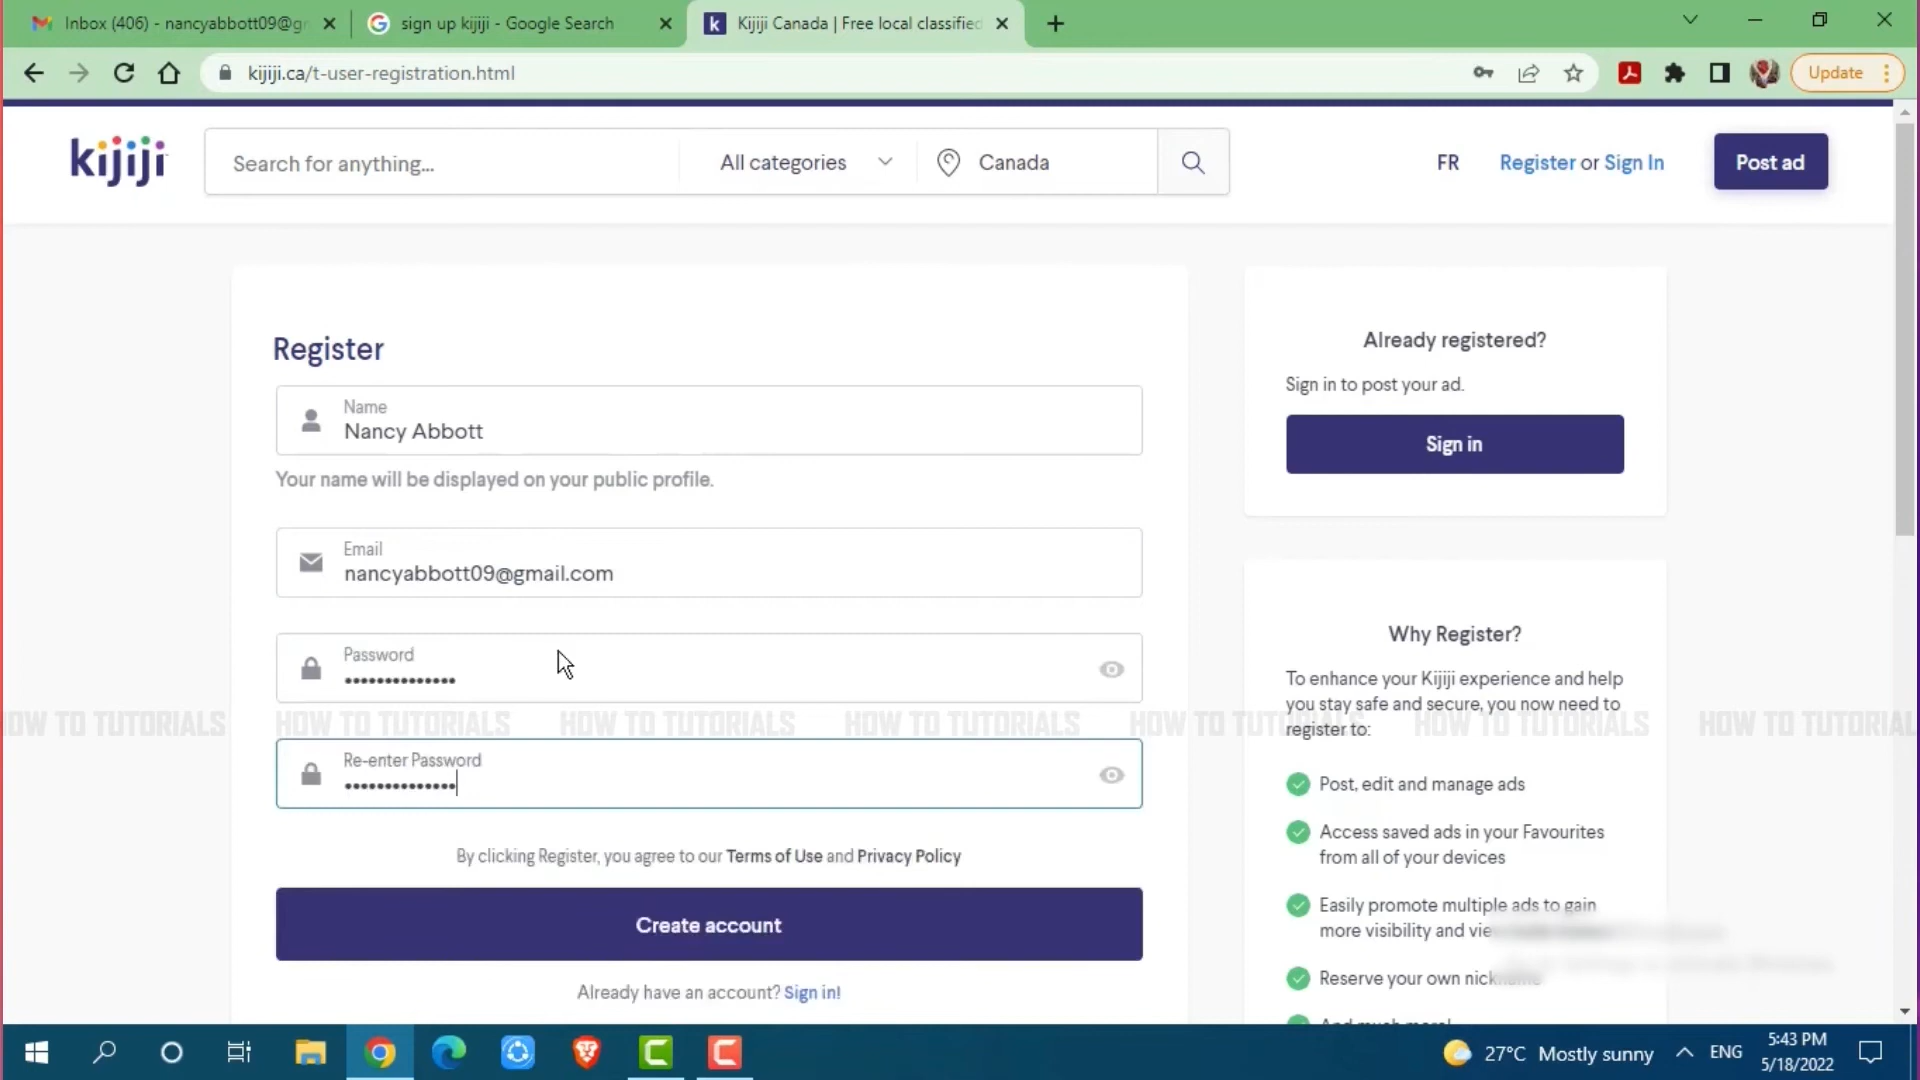 Inbox (406) - nancyabbott09@gr
sign up kijiji - Google Search
Kijiji Canada | Free local classified
kijiji.ca/t-user-registration.html
Update
kijiji
Search for anything...
All categories
Canada
FR
Register or Sign In
Post ad
Register
Name
Nancy Abbott
Your name will be displayed on your public profile.
Email
nancyabbott09@gmail.com
Password
••••••••••••••
Re-enter Password
••••••••••••••
By clicking Register, you agree to our Terms of Use and Privacy Policy
Create account
Already have an account? Sign in!
Already registered?
Sign in to post your ad.
Sign in
Why Register?
To enhance your Kijiji experience and help
you stay safe and secure, you now need to
register to:
Post, edit and manage ads
Access saved ads in your Favourites
from all of your devices
Easily promote multiple ads to gain
more visibility and vie
Reserve your own nickname
And much more!
OW TO TUTORIALS HOW TO TUTORIALS HOW TO TUTORIALS HOW TO TUTORIALS HOW TO TUTORIALS HOW TO TUTORIALS HOW TO TUTORIAL
27°C Mostly sunny
ENG
5:43 PM
5/18/2022